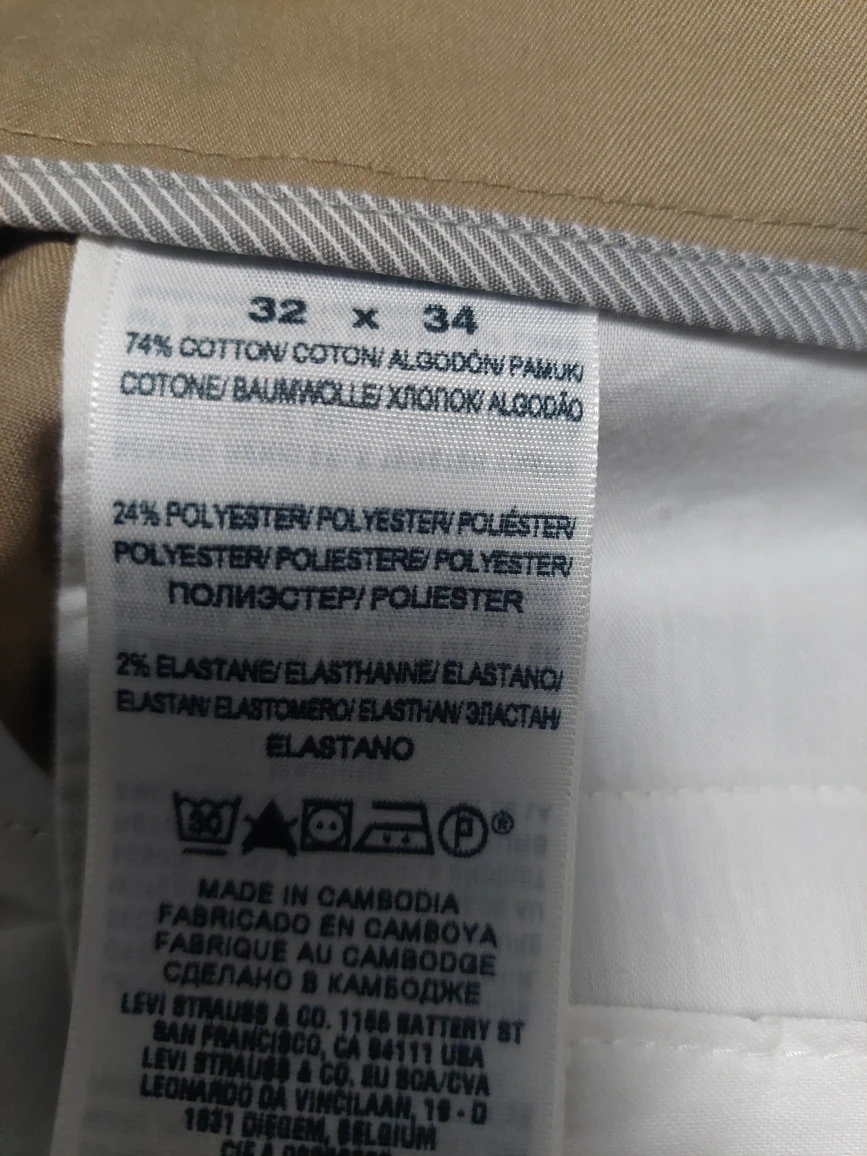 32 x 34
74% COTTON/ COTON/ ALGODÓN/ PAMUK/
COTONE/ BAUMWOLLE/ ХЛОПОК/ ALGODÃO
24% POLYESTER/ POLYESTER/ POLIÉSTER/
POLYESTER/ POLIESTERE/ POLYESTER/
ПОЛИЭСТЕР/ POLIESTER
2% ELASTANE/ ELASTHANNE/ ELASTANO/
ELASTAN/ ELASTOMERO/ ELASTHAN/ ЭЛАСТАН/
ELASTANO
30 P ®
MADE IN CAMBODIA
FABRICADO EN CAMBOYA
FABRIQUE AU CAMBODGE
СДЕЛАНО В КАМБОДЖЕ
LEVI STRAUSS & CO. 1155 BATTERY ST
SAN FRANCISCO, CA 94111 USA
LEVI STRAUSS & CO. EU SCA/CVA
LEONARDO DA VINCILAAN, 19 - D
1831 DIEGEM, BELGIUM